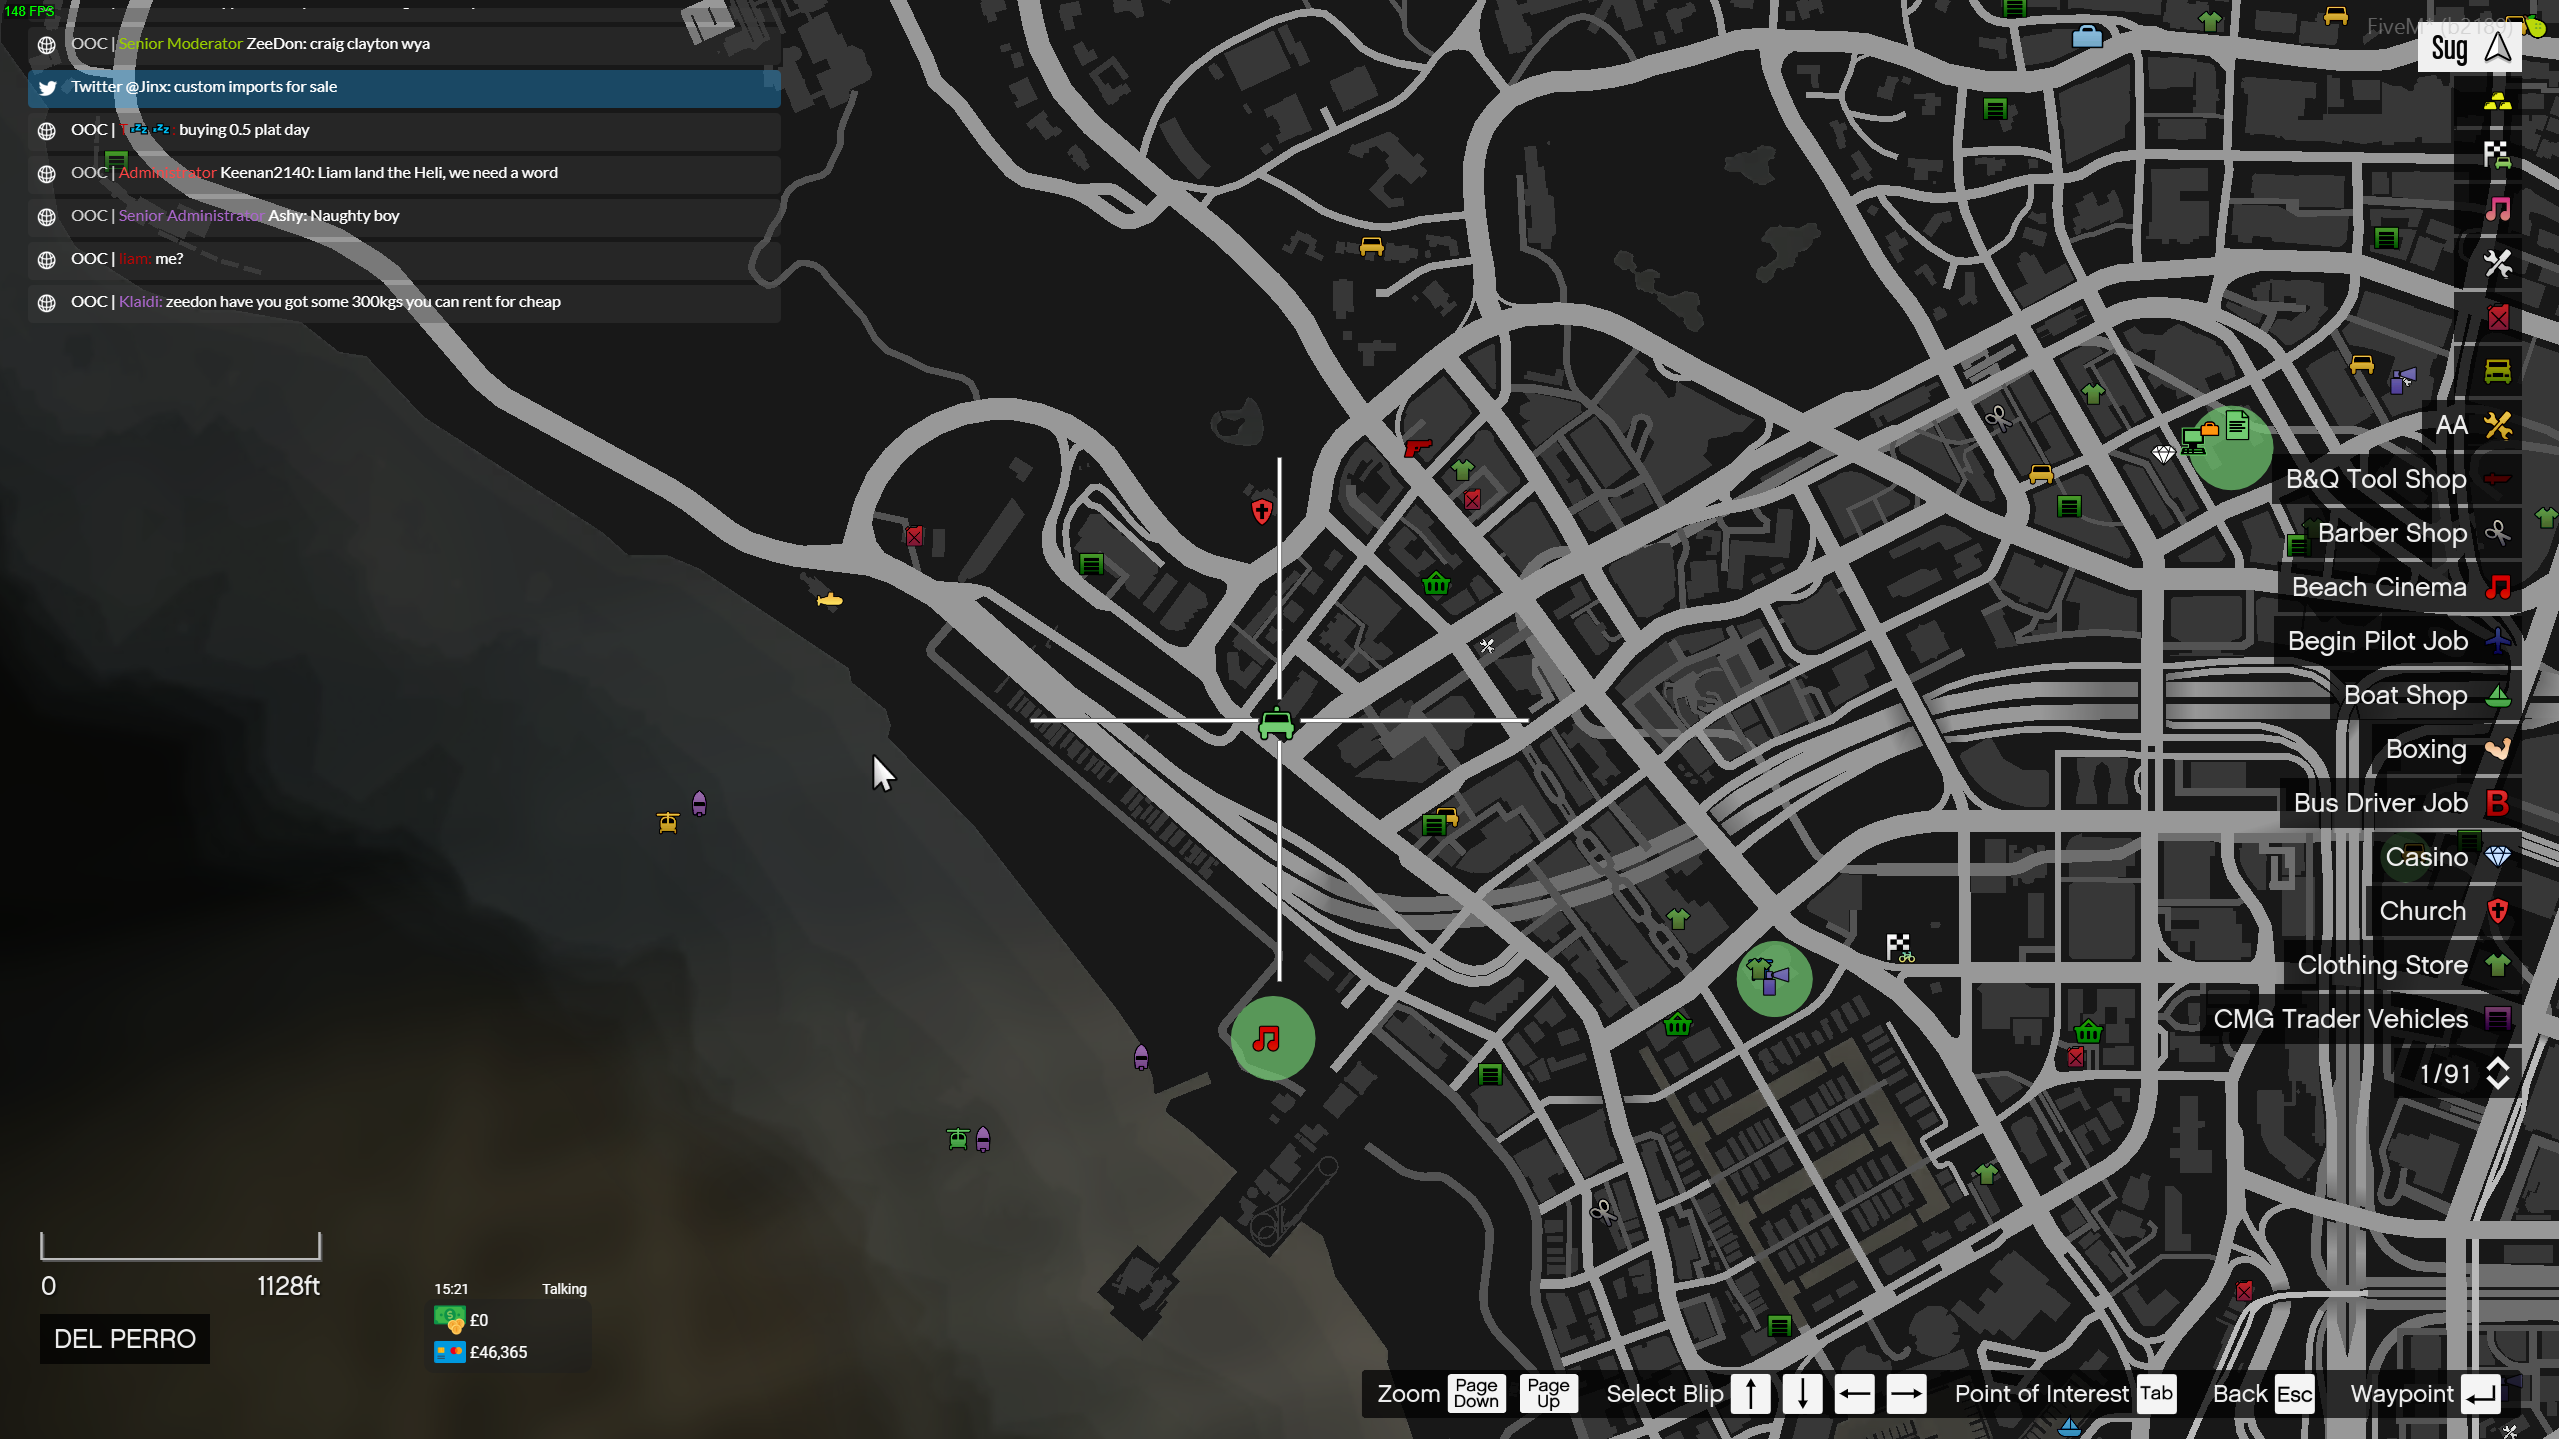 148 FPS
OOC | Senior Moderator ZeeDon: craig clayton wya
Twitter @Jinx: custom imports for sale
OOC | buying 0.5 plat day
OOC | Administrator Keenan2140: Liam land the Heli, we need a word
OOC | Senior Administrator Ashy: Naughty boy
OOC | liam: me?
OOC | Klaidi: zeedon have you got some 300kgs you can rent for cheap
Sug
AA
B&Q Tool Shop
Barber Shop
Beach Cinema
Begin Pilot Job
Boat Shop
Boxing
Bus Driver Job B
Casino
Church
Clothing Store
CMG Trader Vehicles
1/91
0 1128ft
DEL PERRO
15:21 Talking
£0
£46,365
Zoom Page Down Page Up Select Blip ↑ ↓ ← → Point of Interest Tab Back Esc Waypoint